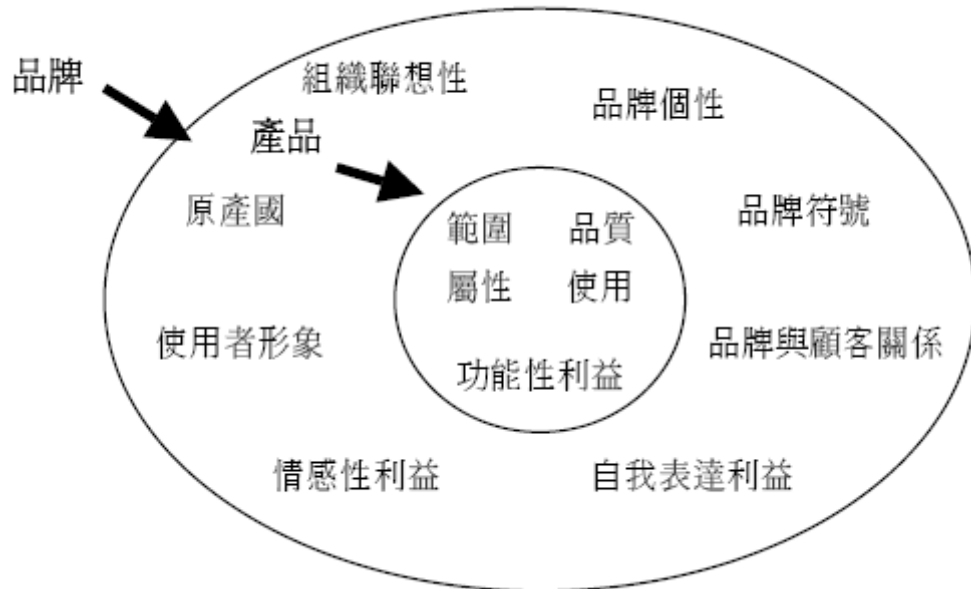 組織聯想性
品牌
品牌個性
產品
原產國
品牌符號
範圍 品質
屬性 使用
使用者形象
品牌與顧客關係
功能性利益
情感性利益
自我表達利益